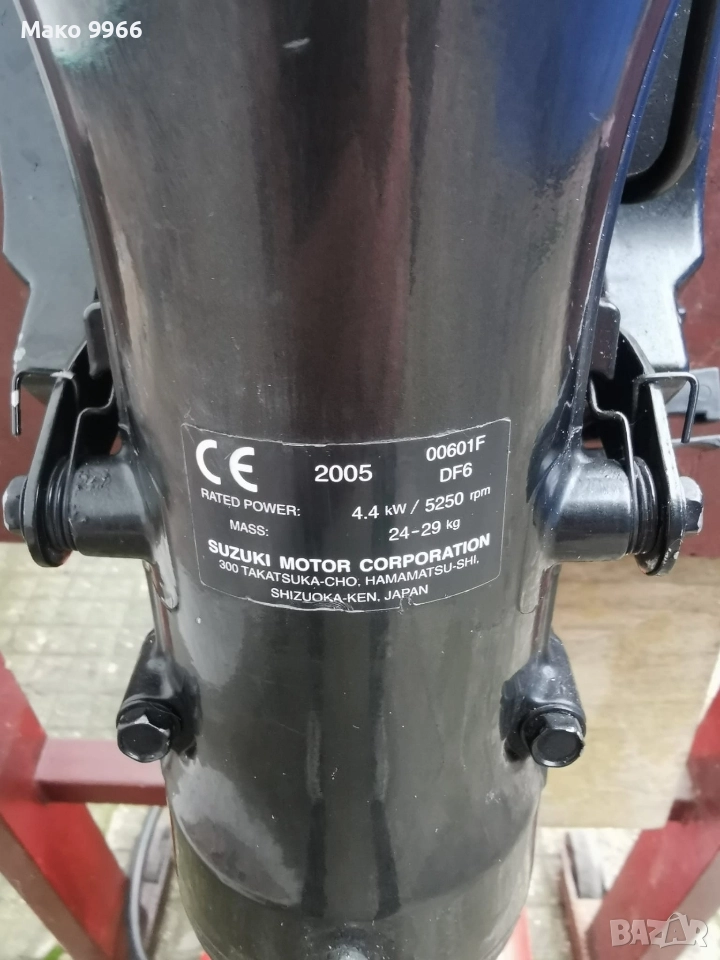 Мако 9966
CE 2005 00601F
DF6
RATED POWER: 4.4 kW / 5250 rpm
MASS: 24-29 kg
SUZUKI MOTOR CORPORATION
300 TAKATSUKA-CHO, HAMAMATSU-SHI,
SHIZUOKA-KEN, JAPAN
BAZAR